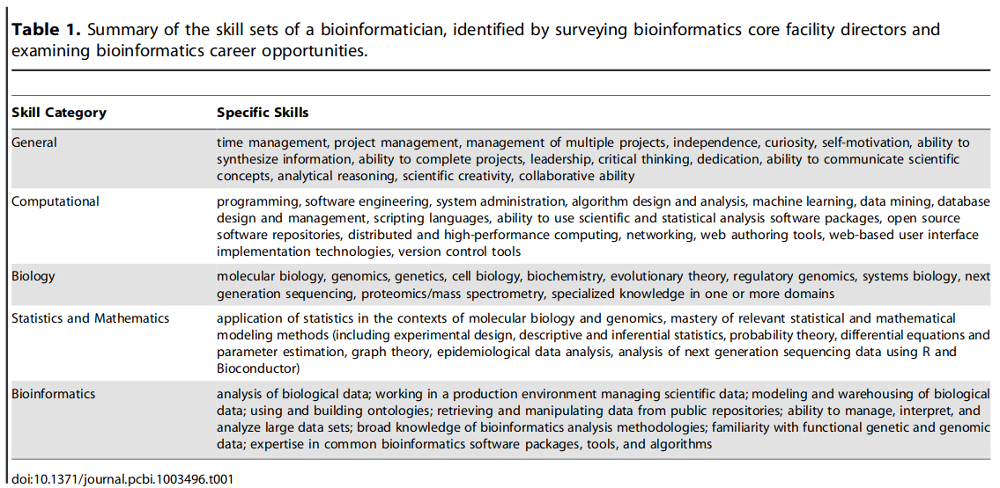 Table 1. Summary of the skill sets of a bioinformatician, identified by surveying bioinformatics core facility directors and
examining bioinformatics career opportunities.
Skill Category Specific Skills
General time management, project management, management of multiple projects, independence, curiosity, self-motivation, ability to
synthesize information, ability to complete projects, leadership, critical thinking, dedication, ability to communicate scientific
concepts, analytical reasoning, scientific creativity, collaborative ability
Computational programming, software engineering, system administration, algorithm design and analysis, machine learning, data mining, database
design and management, scripting languages, ability to use scientific and statistical analysis software packages, open source
software repositories, distributed and high-performance computing, networking, web authoring tools, web-based user interface
implementation technologies, version control tools
Biology molecular biology, genomics, genetics, cell biology, biochemistry, evolutionary theory, regulatory genomics, systems biology, next
generation sequencing, proteomics/mass spectrometry, specialized knowledge in one or more domains
Statistics and Mathematics application of statistics in the contexts of molecular biology and genomics, mastery of relevant statistical and mathematical
modeling methods (including experimental design, descriptive and inferential statistics, probability theory, differential equations and
parameter estimation, graph theory, epidemiological data analysis, analysis of next generation sequencing data using R and
Bioconductor)
Bioinformatics analysis of biological data; working in a production environment managing scientific data; modeling and warehousing of biological
data; using and building ontologies; retrieving and manipulating data from public repositories; ability to manage, interpret, and
analyze large data sets; broad knowledge of bioinformatics analysis methodologies; familiarity with functional genetic and genomic
data; expertise in common bioinformatics software packages, tools, and algorithms
doi:10.1371/journal.pcbi.1003496.t001